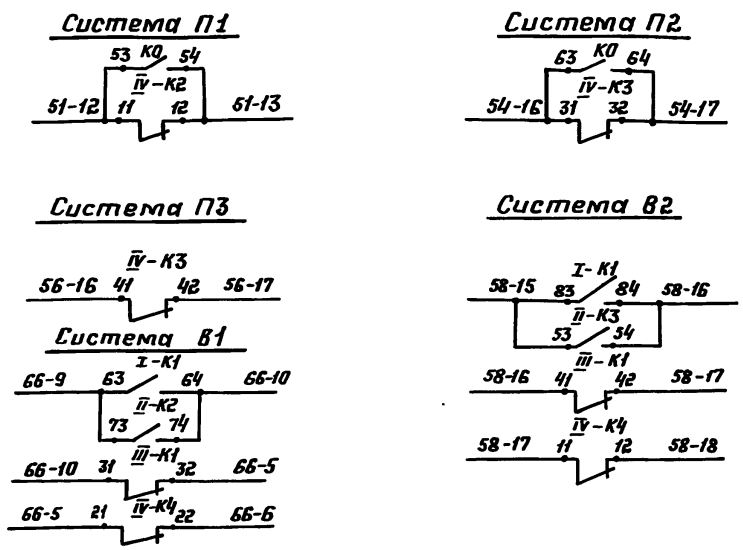 Система П1
53 К0 54
IV-К2
51-12 11 12 61-13
Система П2
63 К0 64
IV-К3
54-16 31 32 54-17
Система П3
IV-К3
56-16 41 42 56-17
Система В1
I-К1
66-9 63 64 66-10
II-К2
73 74
III-К1
66-10 31 32 66-5
IV-К4
66-5 21 22 66-6
Система В2
I-К1
58-15 83 84 58-16
II-К3
53 54
III-К1
58-16 41 42 58-17
IV-К4
58-17 11 12 58-18